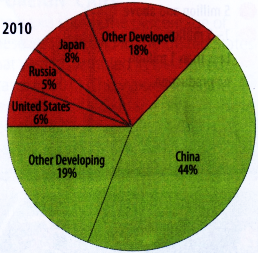 2010
Other Developed
18%
Japan
8%
Russia
5%
United States
6%
Other Developing
19%
China
44%